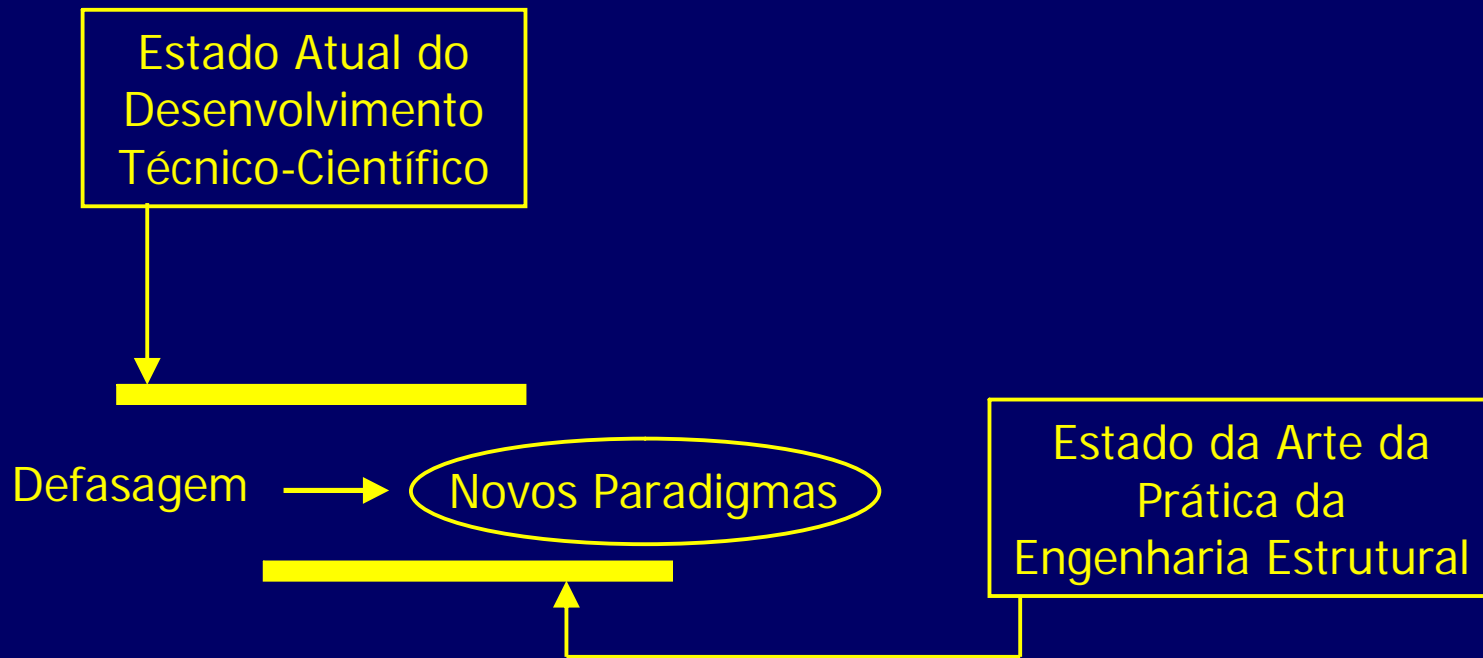 Estado Atual do
Desenvolvimento
Técnico-Científico
Defasagem
Novos Paradigmas
Estado da Arte da
Prática da
Engenharia Estrutural